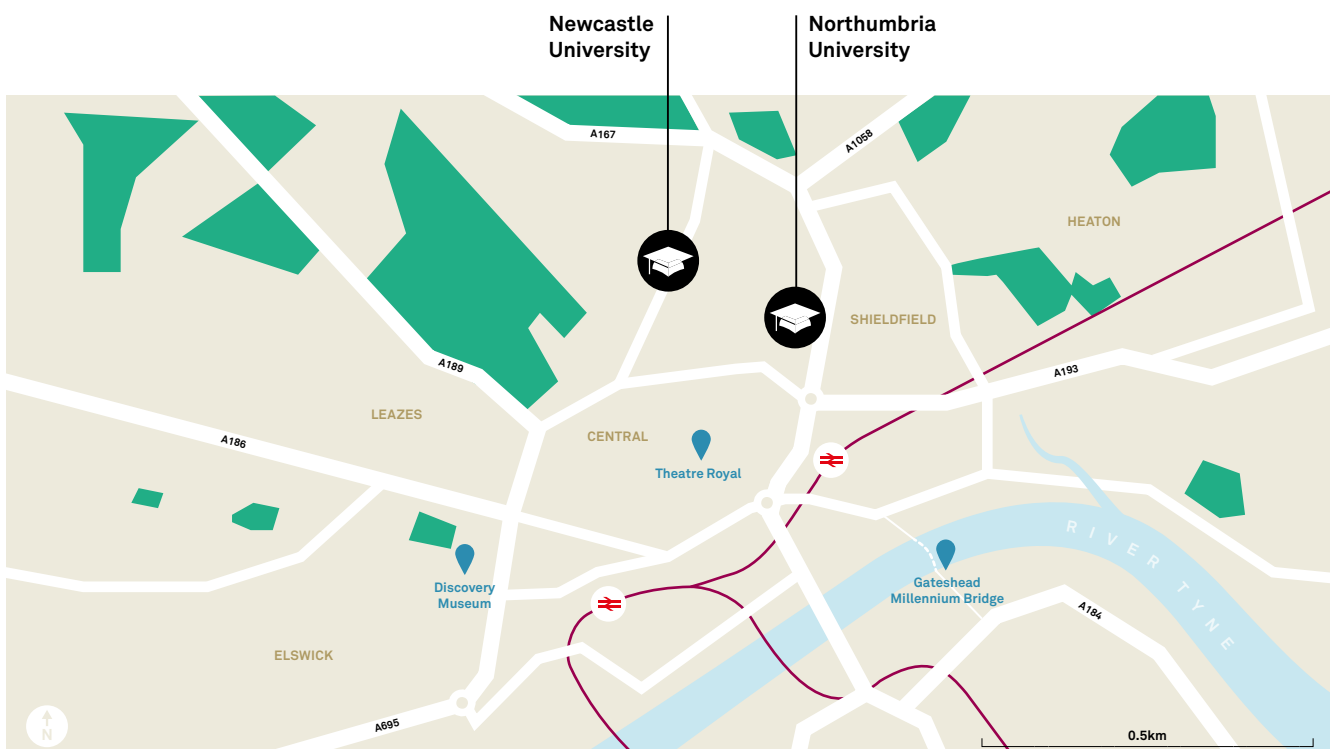 Newcastle
University
Northumbria
University
A167
A1058
HEATON
SHIELDFIELD
A189
A193
LEAZES
CENTRAL
A186
Theatre Royal
RIVER TYNE
Discovery
Museum
Gateshead
Millennium Bridge
A184
ELSWICK
A695
N
0.5km